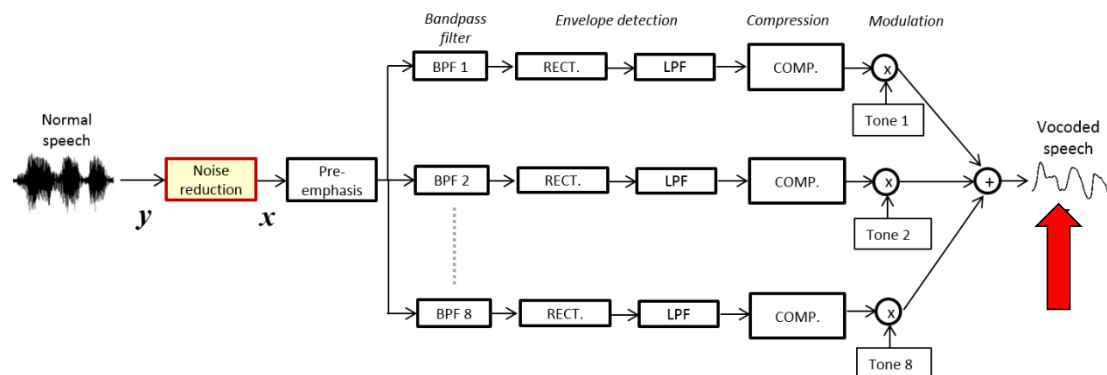 Bandpass
filter
Envelope detection
Compression
Modulation
BPF 1
RECT.
LPF
COMP.
x
Tone 1
Normal
speech
Noise
reduction
Pre-
emphasis
y
x
BPF 2
RECT.
LPF
COMP.
x
Tone 2
+
Vocoded
speech
BPF 8
RECT.
LPF
COMP.
x
Tone 8